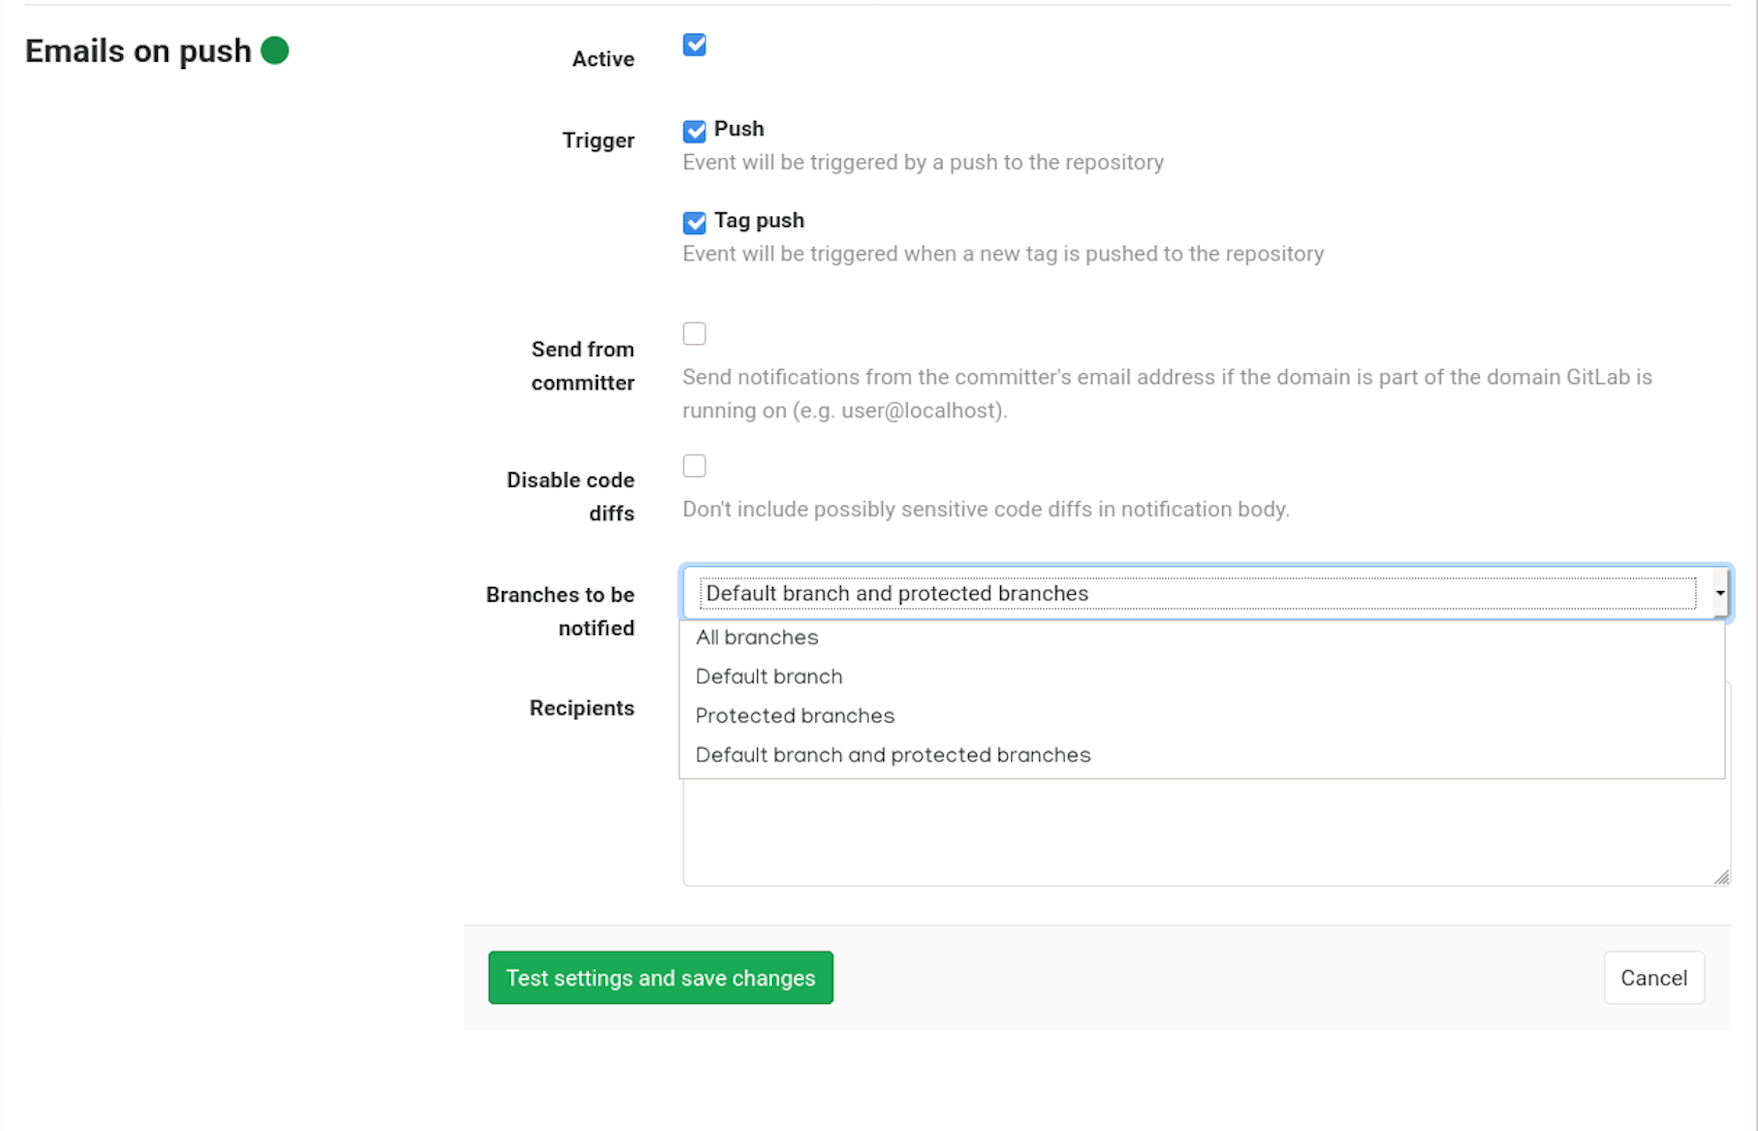 Emails on push
Active
Trigger
Push
Event will be triggered by a push to the repository
Tag push
Event will be triggered when a new tag is pushed to the repository
Send from
committer
Send notifications from the committer's email address if the domain is part of the domain GitLab is
running on (e.g. user@localhost).
Disable code
diffs
Don't include possibly sensitive code diffs in notification body.
Branches to be
notified
Default branch and protected branches
All branches
Default branch
Protected branches
Default branch and protected branches
Recipients
Test settings and save changes
Cancel